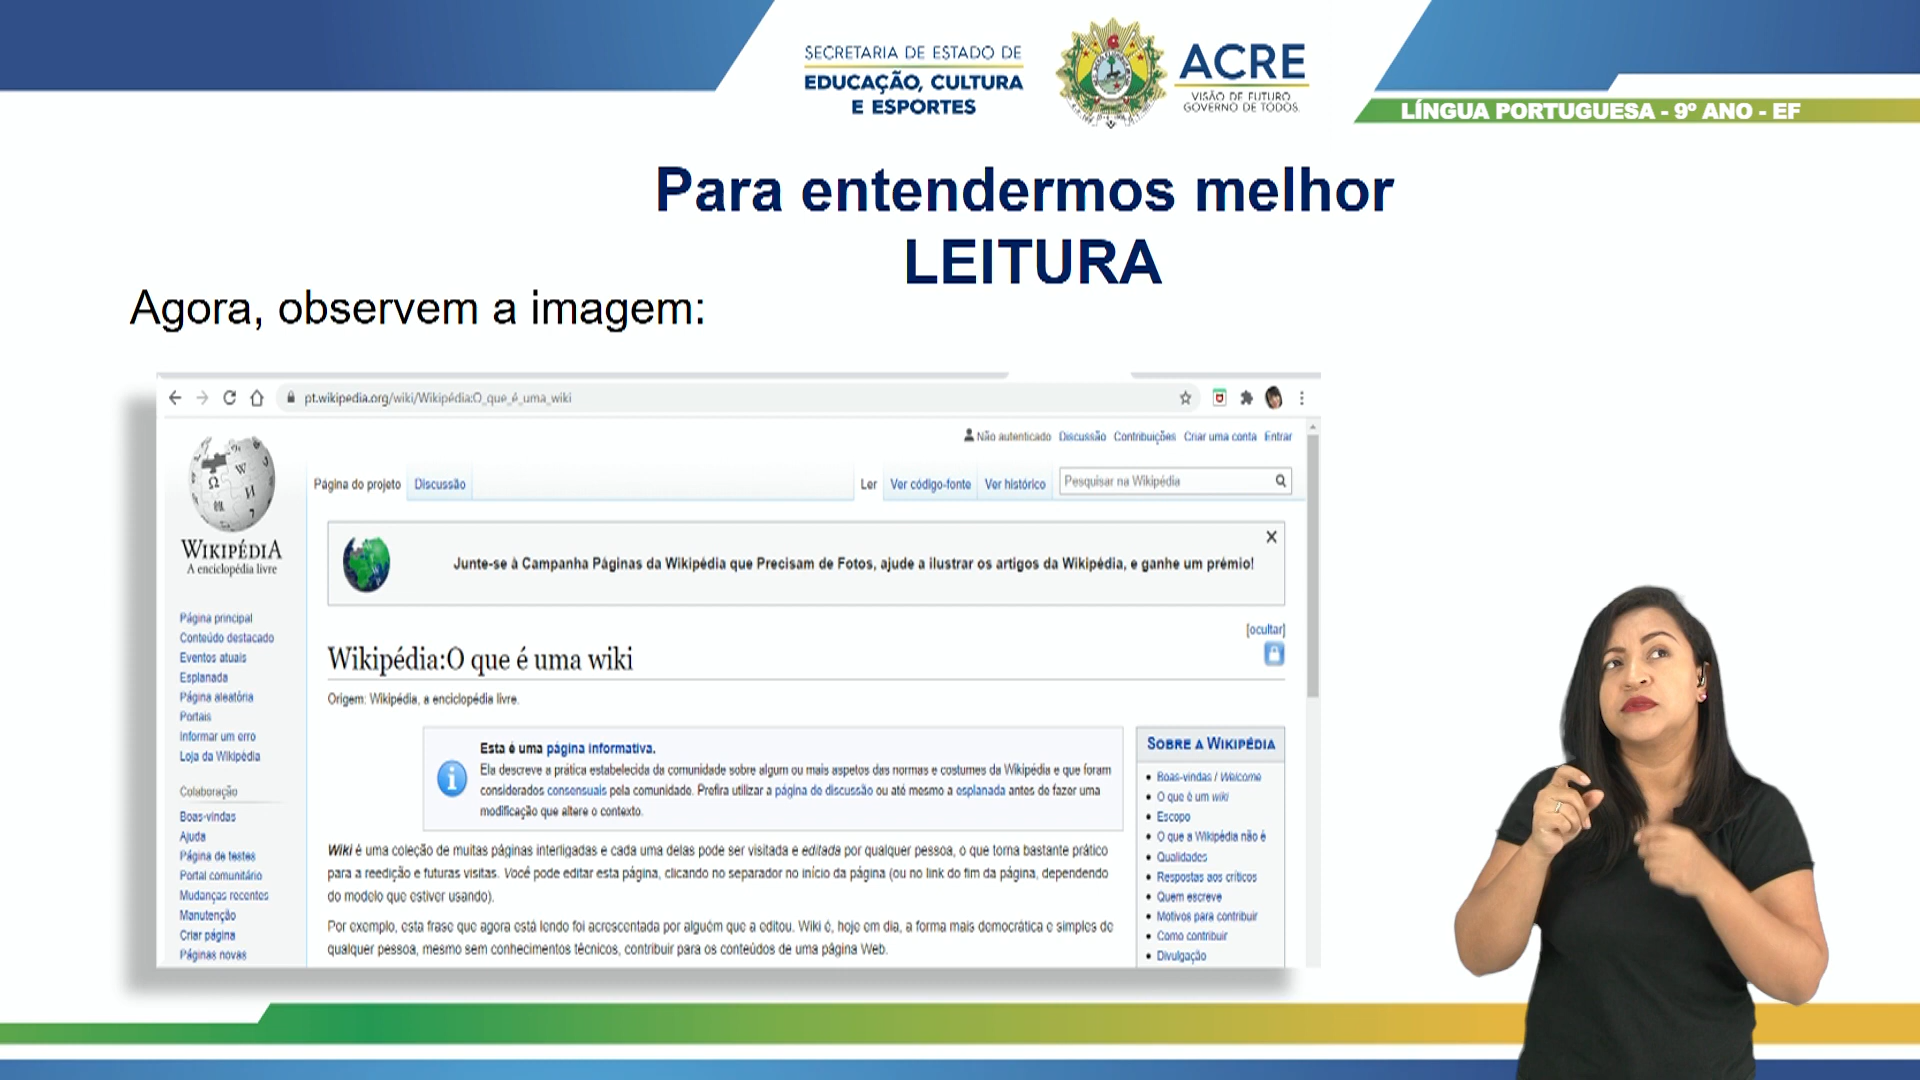 SECRETARIA DE ESTADO DE
EDUCAÇÃO, CULTURA
E ESPORTES
ACRE
VISÃO DE FUTURO
GOVERNO DE TODOS
LÍNGUA PORTUGUESA - 9º ANO - EF
Para entendermos melhor
LEITURA
Agora, observem a imagem:
pt.wikipedia.org/wiki/Wikipédia:O_que_é_uma_wiki
Não autenticado Discussão Contribuições Criar uma conta Entrar
Página do projeto Discussão Ler Ver código-fonte Ver histórico Pesquisar na Wikipédia
WIKIPÉDIA
A enciclopédia livre
Página principal
Conteúdo destacado
Eventos atuais
Esplanada
Página aleatória
Portais
Informar um erro
Loja da Wikipédia
Colaboração
Boas-vindas
Ajuda
Página de testes
Portal comunitário
Mudanças recentes
Manutenção
Criar página
Páginas novas
Junte-se à Campanha Páginas da Wikipédia que Precisam de Fotos, ajude a ilustrar os artigos da Wikipédia, e ganhe um prémio!
[ocultar]
Wikipédia:O que é uma wiki
Origem: Wikipédia, a enciclopédia livre.
Esta é uma página informativa.
Ela descreve a prática estabelecida da comunidade sobre algum ou mais aspetos das normas e costumes da Wikipédia e que foram
considerados consensuais pela comunidade. Prefira utilizar a página de discussão ou até mesmo a esplanada antes de fazer uma
modificação que altere o contexto.
Wiki é uma coleção de muitas páginas interligadas e cada uma delas pode ser visitada e editada por qualquer pessoa, o que torna bastante prático
para a reedição e futuras visitas. Você pode editar esta página, clicando no separador no início da página (ou no link do fim da página, dependendo
do modelo que estiver usando).
Por exemplo, esta frase que agora está lendo foi acrescentada por alguém que a editou. Wiki é, hoje em dia, a forma mais democrática e simples de
qualquer pessoa, mesmo sem conhecimentos técnicos, contribuir para os conteúdos de uma página Web.
SOBRE A WIKIPÉDIA
Boas-vindas / Welcome
O que é um wiki
Escopo
O que a Wikipédia não é
Qualidades
Respostas aos críticos
Quem escreve
Motivos para contribuir
Como contribuir
Divulgação